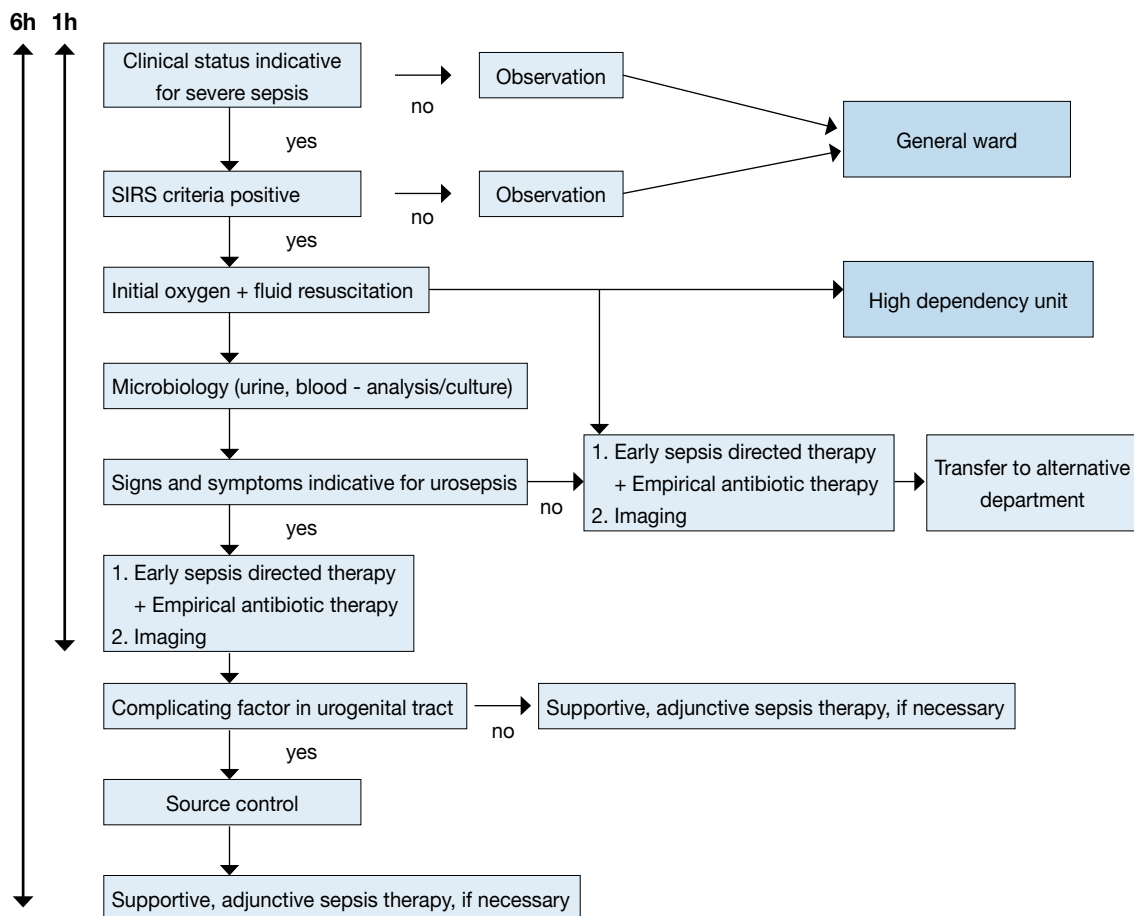 6h 1h
Clinical status indicative
for severe sepsis
no
Observation
General ward
yes
SIRS criteria positive
no
Observation
yes
Initial oxygen + fluid resuscitation
High dependency unit
Microbiology (urine, blood - analysis/culture)
Signs and symptoms indicative for urosepsis
no
1. Early sepsis directed therapy
+ Empirical antibiotic therapy
2. Imaging
Transfer to alternative
department
yes
1. Early sepsis directed therapy
+ Empirical antibiotic therapy
2. Imaging
Complicating factor in urogenital tract
no
Supportive, adjunctive sepsis therapy, if necessary
yes
Source control
Supportive, adjunctive sepsis therapy, if necessary